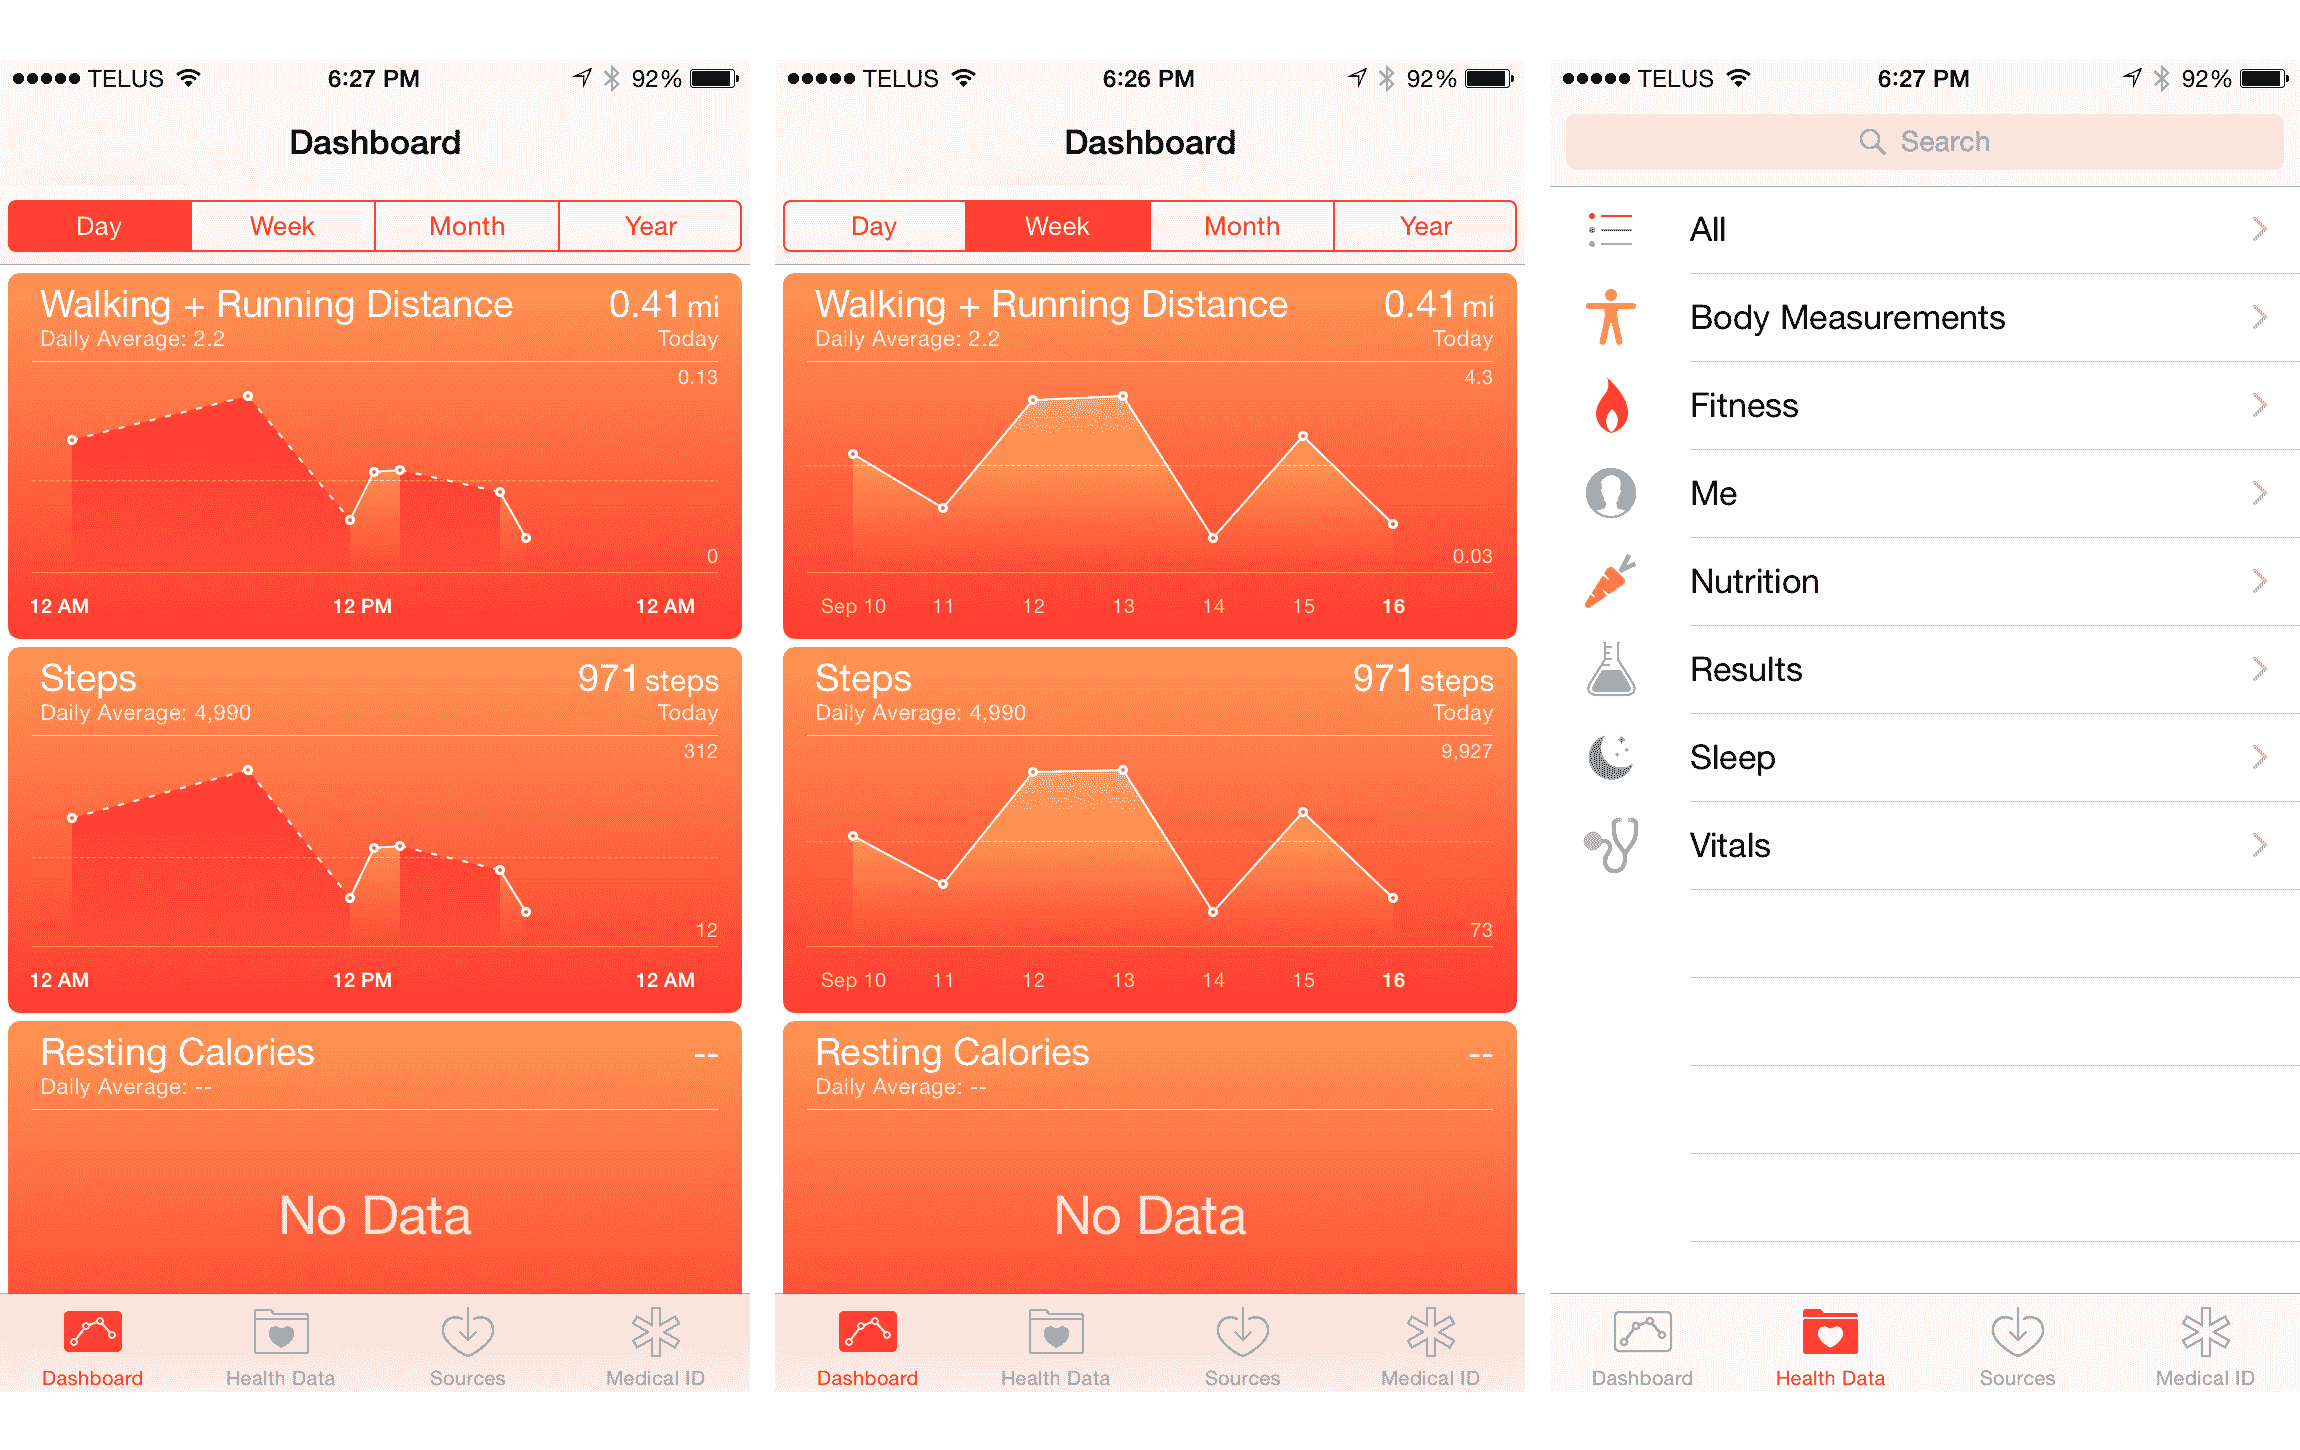 TELUS 6:27 PM 92%
Dashboard
Day Week Month Year
Walking + Running Distance 0.41 mi
Daily Average: 2.2 Today
0.13
0
12 AM 12 PM 12 AM
Steps 971 steps
Daily Average: 4,990 Today
312
12
12 AM 12 PM 12 AM
Resting Calories --
Daily Average: --
No Data
Dashboard Health Data Sources Medical ID
TELUS 6:26 PM 92%
Dashboard
Day Week Month Year
Walking + Running Distance 0.41 mi
Daily Average: 2.2 Today
4.3
0.03
Sep 10 11 12 13 14 15 16
Steps 971 steps
Daily Average: 4,990 Today
9,927
73
Sep 10 11 12 13 14 15 16
Resting Calories --
Daily Average: --
No Data
Dashboard Health Data Sources Medical ID
TELUS 6:27 PM 92%
Search
All
Body Measurements
Fitness
Me
Nutrition
Results
Sleep
Vitals
Dashboard Health Data Sources Medical ID